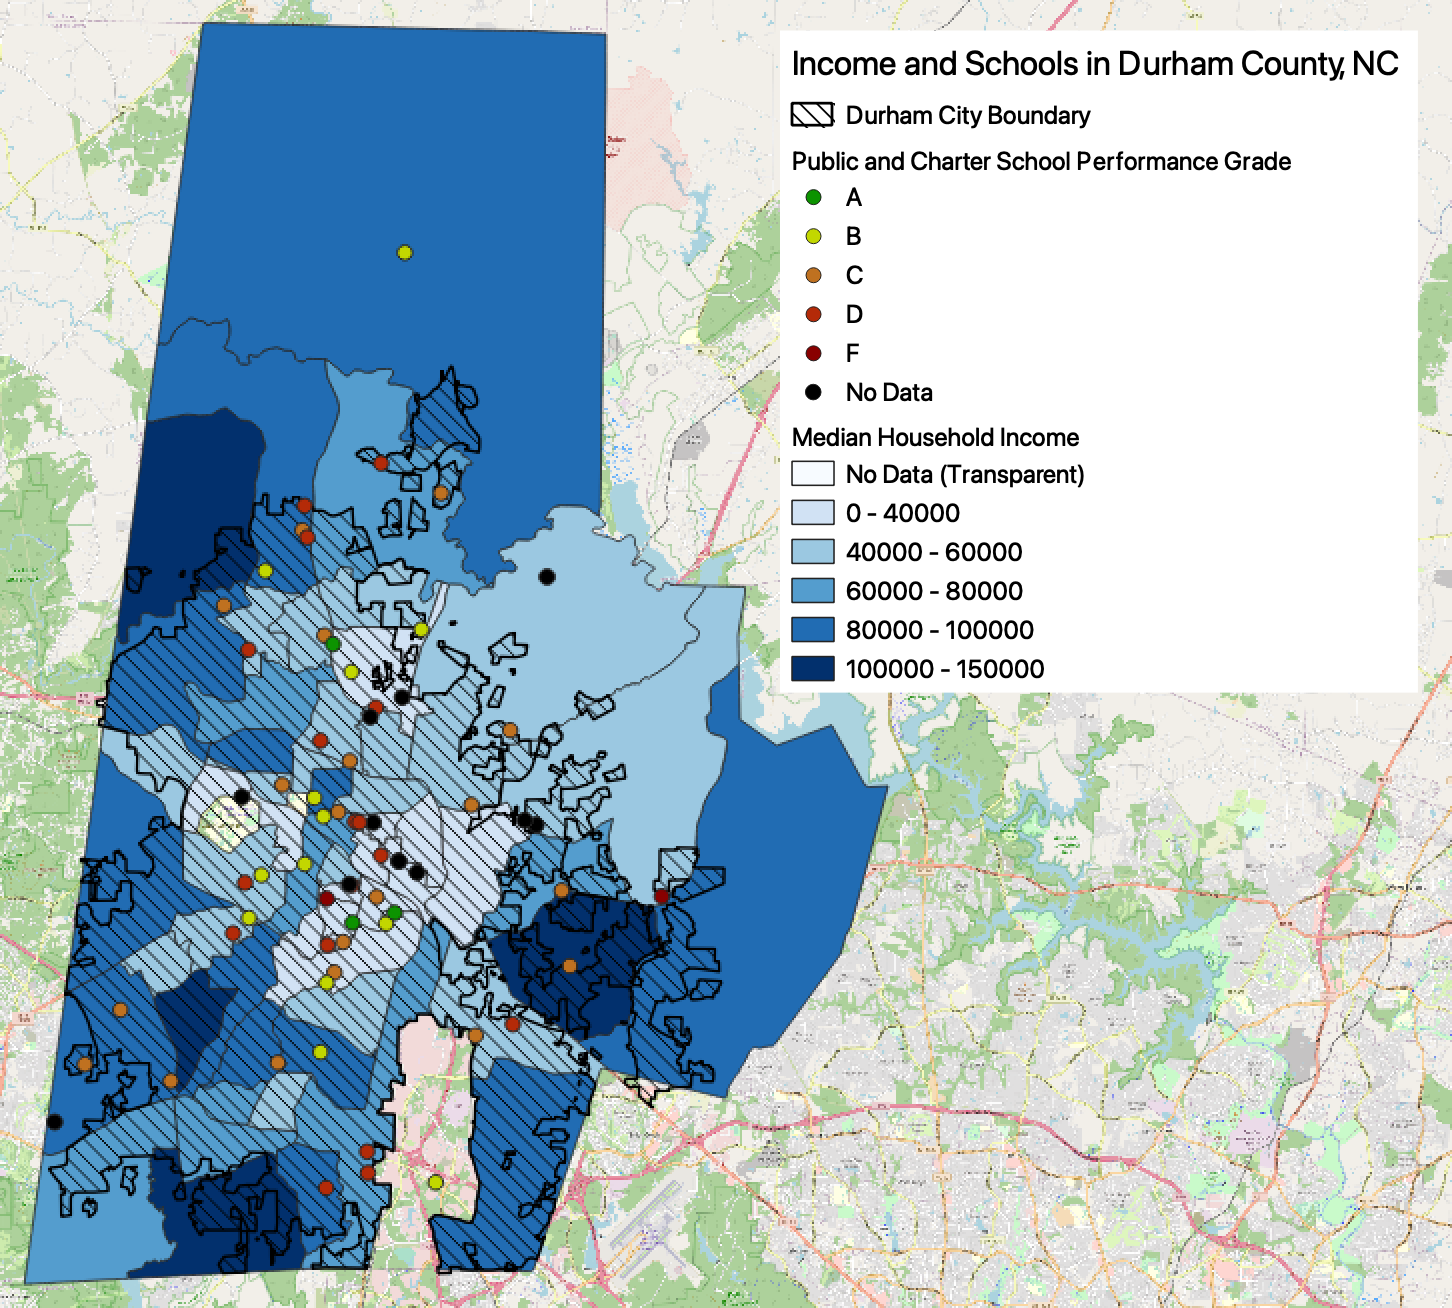 Income and Schools in Durham County, NC
Durham City Boundary
Public and Charter School Performance Grade
A
B
C
D
F
No Data
Median Household Income
No Data (Transparent)
0 - 40000
40000 - 60000
60000 - 80000
80000 - 100000
100000 - 150000